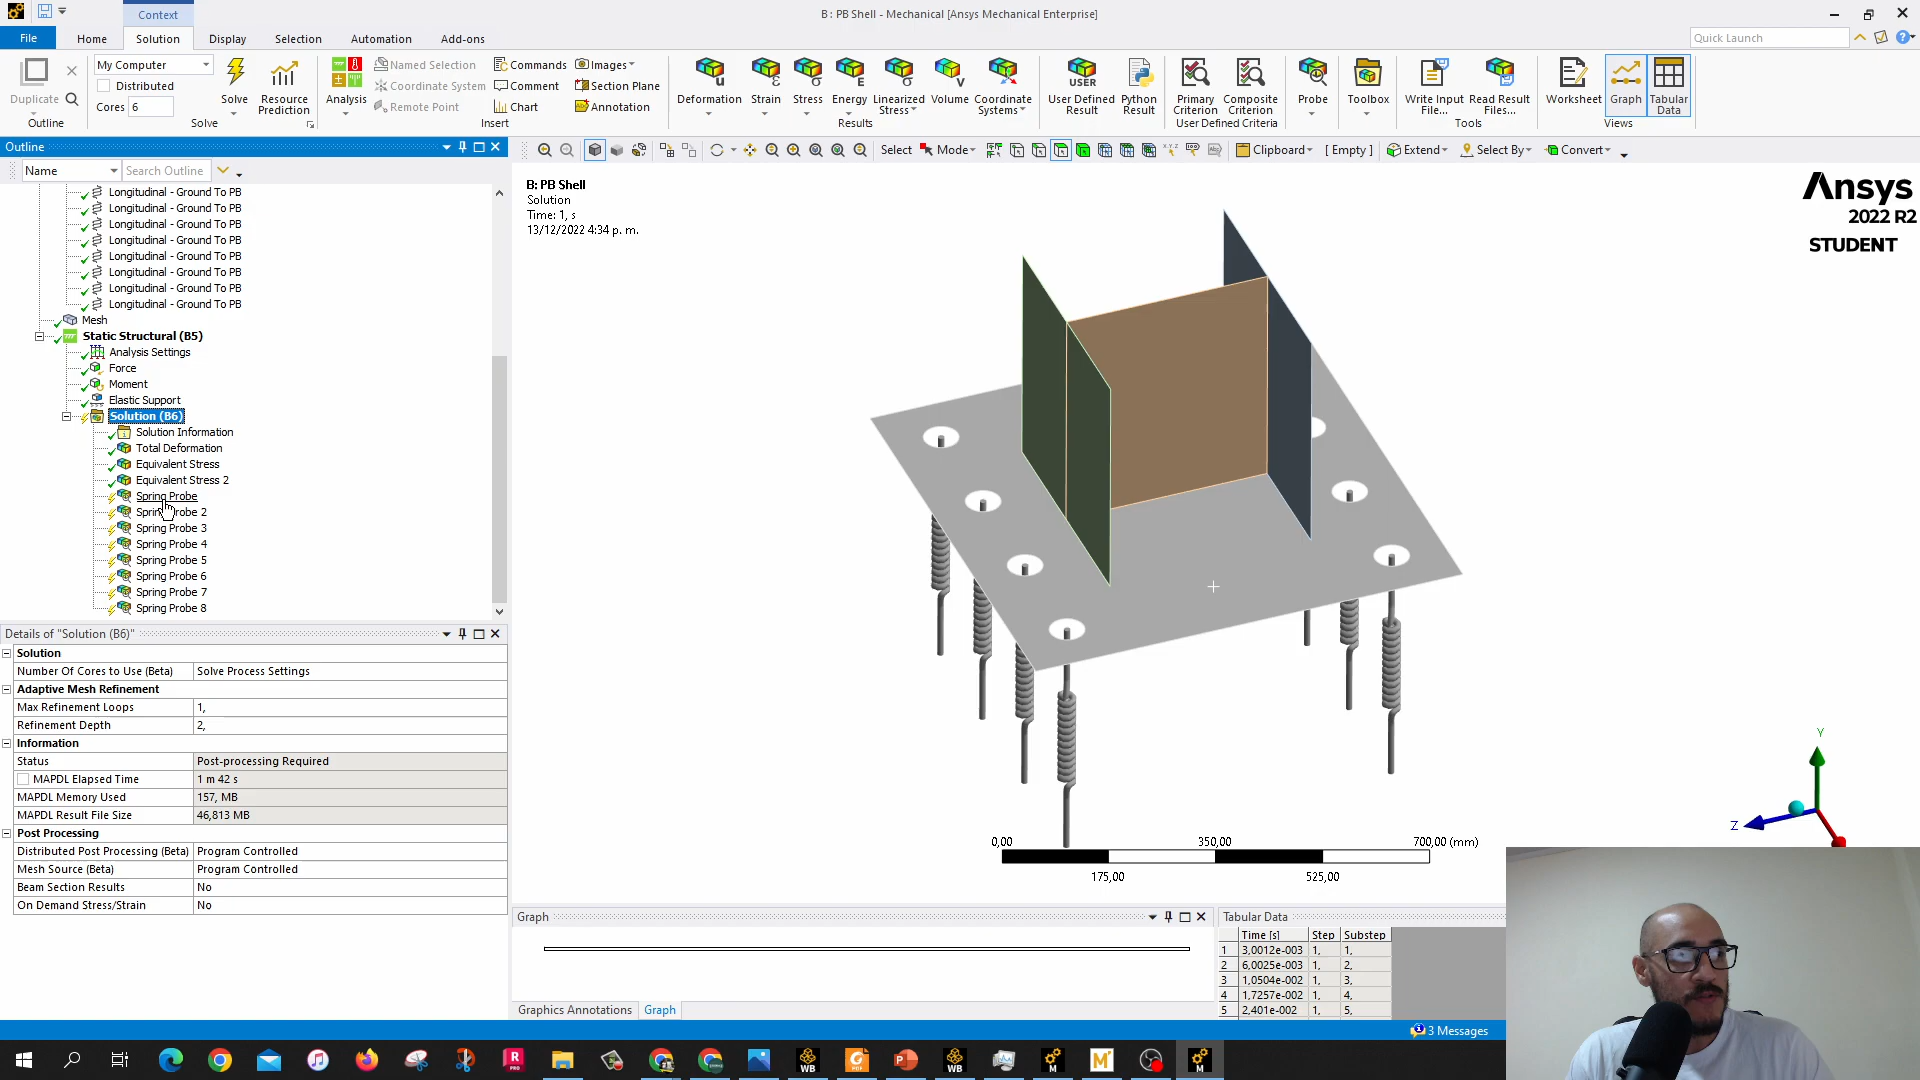 Context
B : PB Shell - Mechanical [Ansys Mechanical Enterprise]
File
Home
Solution
Display
Selection
Automation
Add-ons
Quick Launch
Duplicate
Outline
My Computer
Distributed
Cores 6
Solve
Resource Prediction
Solve
Analysis
Named Selection
Coordinate System
Remote Point
Commands
Comment
Chart
Images
Section Plane
Annotation
Insert
Deformation
Strain
Stress
Energy
Linearized Stress
Volume
Coordinate Systems
Results
USER
User Defined Result
Python Result
Primary Criterion
Composite Criterion
User Defined Criteria
Probe
Toolbox
Write Input File...
Read Result Files...
Tools
Worksheet
Graph
Tabular Data
Views
Outline
Name
Search Outline
Select
Mode
Clipboard
[ Empty ]
Extend
Select By
Convert
Longitudinal - Ground To PB
Longitudinal - Ground To PB
Longitudinal - Ground To PB
Longitudinal - Ground To PB
Longitudinal - Ground To PB
Longitudinal - Ground To PB
Longitudinal - Ground To PB
Longitudinal - Ground To PB
Mesh
Static Structural (B5)
Analysis Settings
Force
Moment
Elastic Support
Solution (B6)
Solution Information
Total Deformation
Equivalent Stress
Equivalent Stress 2
Spring Probe
Spring Probe 2
Spring Probe 3
Spring Probe 4
Spring Probe 5
Spring Probe 6
Spring Probe 7
Spring Probe 8
Details of "Solution (B6)"
Solution
Number Of Cores to Use (Beta) Solve Process Settings
Adaptive Mesh Refinement
Max Refinement Loops 1,
Refinement Depth 2,
Information
Status Post-processing Required
MAPDL Elapsed Time 1 m 42 s
MAPDL Memory Used 157, MB
MAPDL Result File Size 46,813 MB
Post Processing
Distributed Post Processing (Beta) Program Controlled
Mesh Source (Beta) Program Controlled
Beam Section Results No
On Demand Stress/Strain No
B: PB Shell
Solution
Time: 1, s
13/12/2022 4:34 p. m.
Ansys
2022 R2
STUDENT
Y
Z
0,00 350,00 700,00 (mm)
175,00 525,00
Graph
Graphics Annotations
Graph
Tabular Data
Time [s] Step Substep
1 3,0012e-003 1, 1,
2 6,0025e-003 1, 2,
3 1,0504e-002 1, 3,
4 1,7257e-002 1, 4,
5 2,401e-002 1, 5,
3 Messages
R
WB
WB
M
M
M